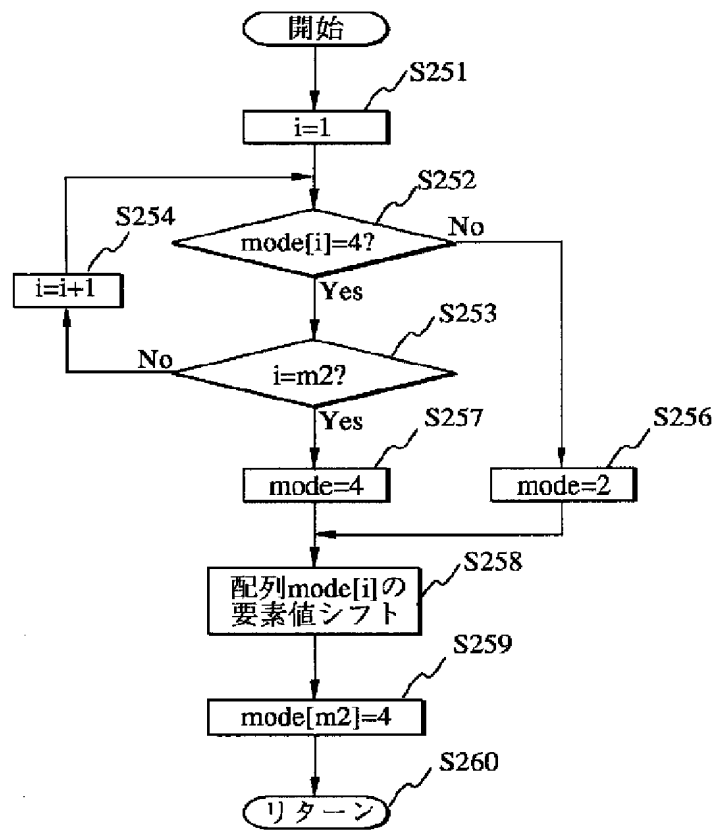 開始
S251
i=1
S252
mode[i]=4?
No
S254
i=i+1
Yes
S253
i=m2?
No
Yes
S257
mode=4
S256
mode=2
S258
配列mode[i]の
要素値シフト
S259
mode[m2]=4
S260
リターン